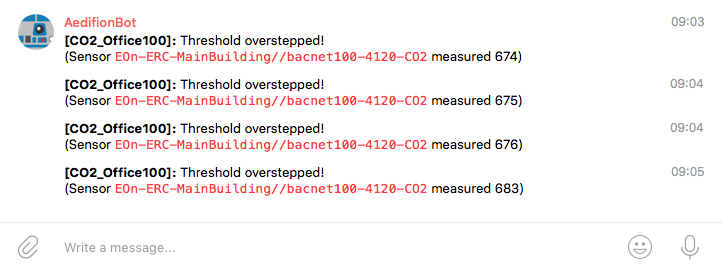 AedifionBot 09:03
[CO2_Office100]: Threshold overstepped!
(Sensor EOn-ERC-MainBuilding//bacnet100-4120-CO2 measured 674)
[CO2_Office100]: Threshold overstepped! 09:04
(Sensor EOn-ERC-MainBuilding//bacnet100-4120-CO2 measured 675)
[CO2_Office100]: Threshold overstepped! 09:04
(Sensor EOn-ERC-MainBuilding//bacnet100-4120-CO2 measured 676)
[CO2_Office100]: Threshold overstepped! 09:05
(Sensor EOn-ERC-MainBuilding//bacnet100-4120-CO2 measured 683)
Write a message...